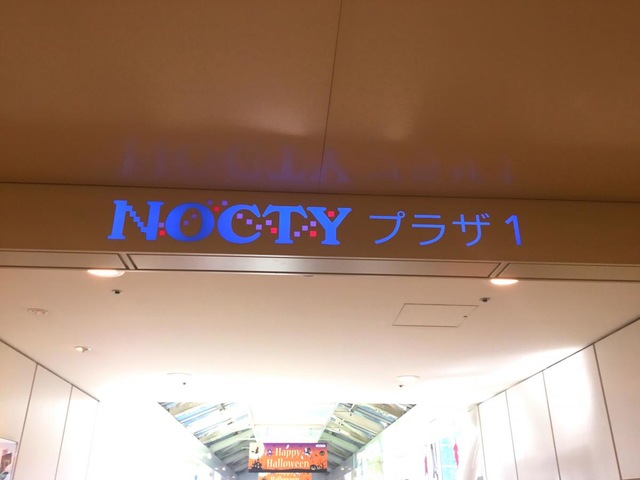 NOCTY プラザ 1
Happy
Halloween